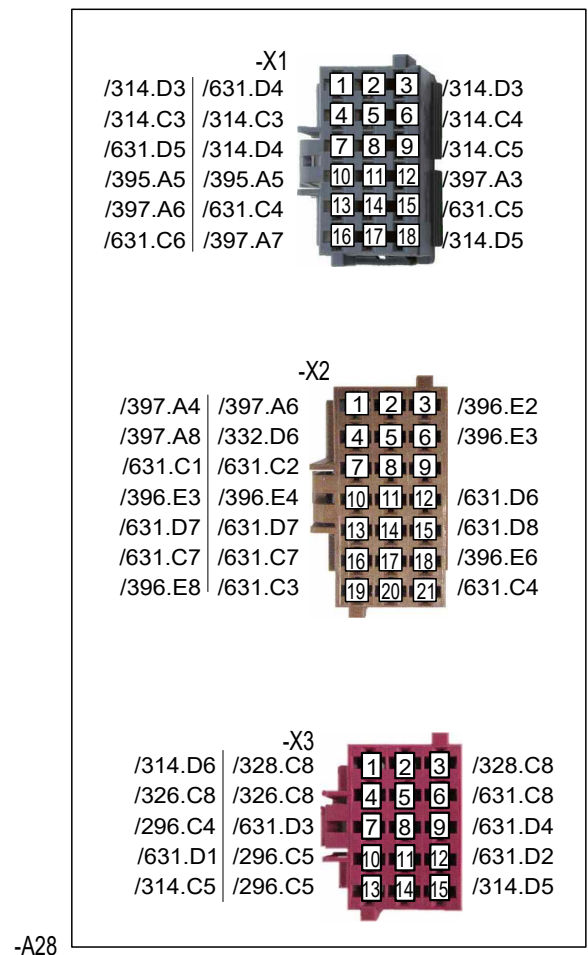 -X1
/314.D3 /631.D4 1 2 3 /314.D3
/314.C3 /314.C3 4 5 6 /314.C4
/631.D5 /314.D4 7 8 9 /314.C5
/395.A5 /395.A5 10 11 12 /397.A3
/397.A6 /631.C4 13 14 15 /631.C5
/631.C6 /397.A7 16 17 18 /314.D5
-X2
/397.A4 /397.A6 1 2 3 /396.E2
/397.A8 /332.D6 4 5 6 /396.E3
/631.C1 /631.C2 7 8 9
/396.E3 /396.E4 10 11 12 /631.D6
/631.D7 /631.D7 13 14 15 /631.D8
/631.C7 /631.C7 16 17 18 /396.E6
/396.E8 /631.C3 19 20 21 /631.C4
-X3
/314.D6 /328.C8 1 2 3 /328.C8
/326.C8 /326.C8 4 5 6 /631.C8
/296.C4 /631.D3 7 8 9 /631.D4
/631.D1 /296.C5 10 11 12 /631.D2
/314.C5 /296.C5 13 14 15 /314.D5
-A28